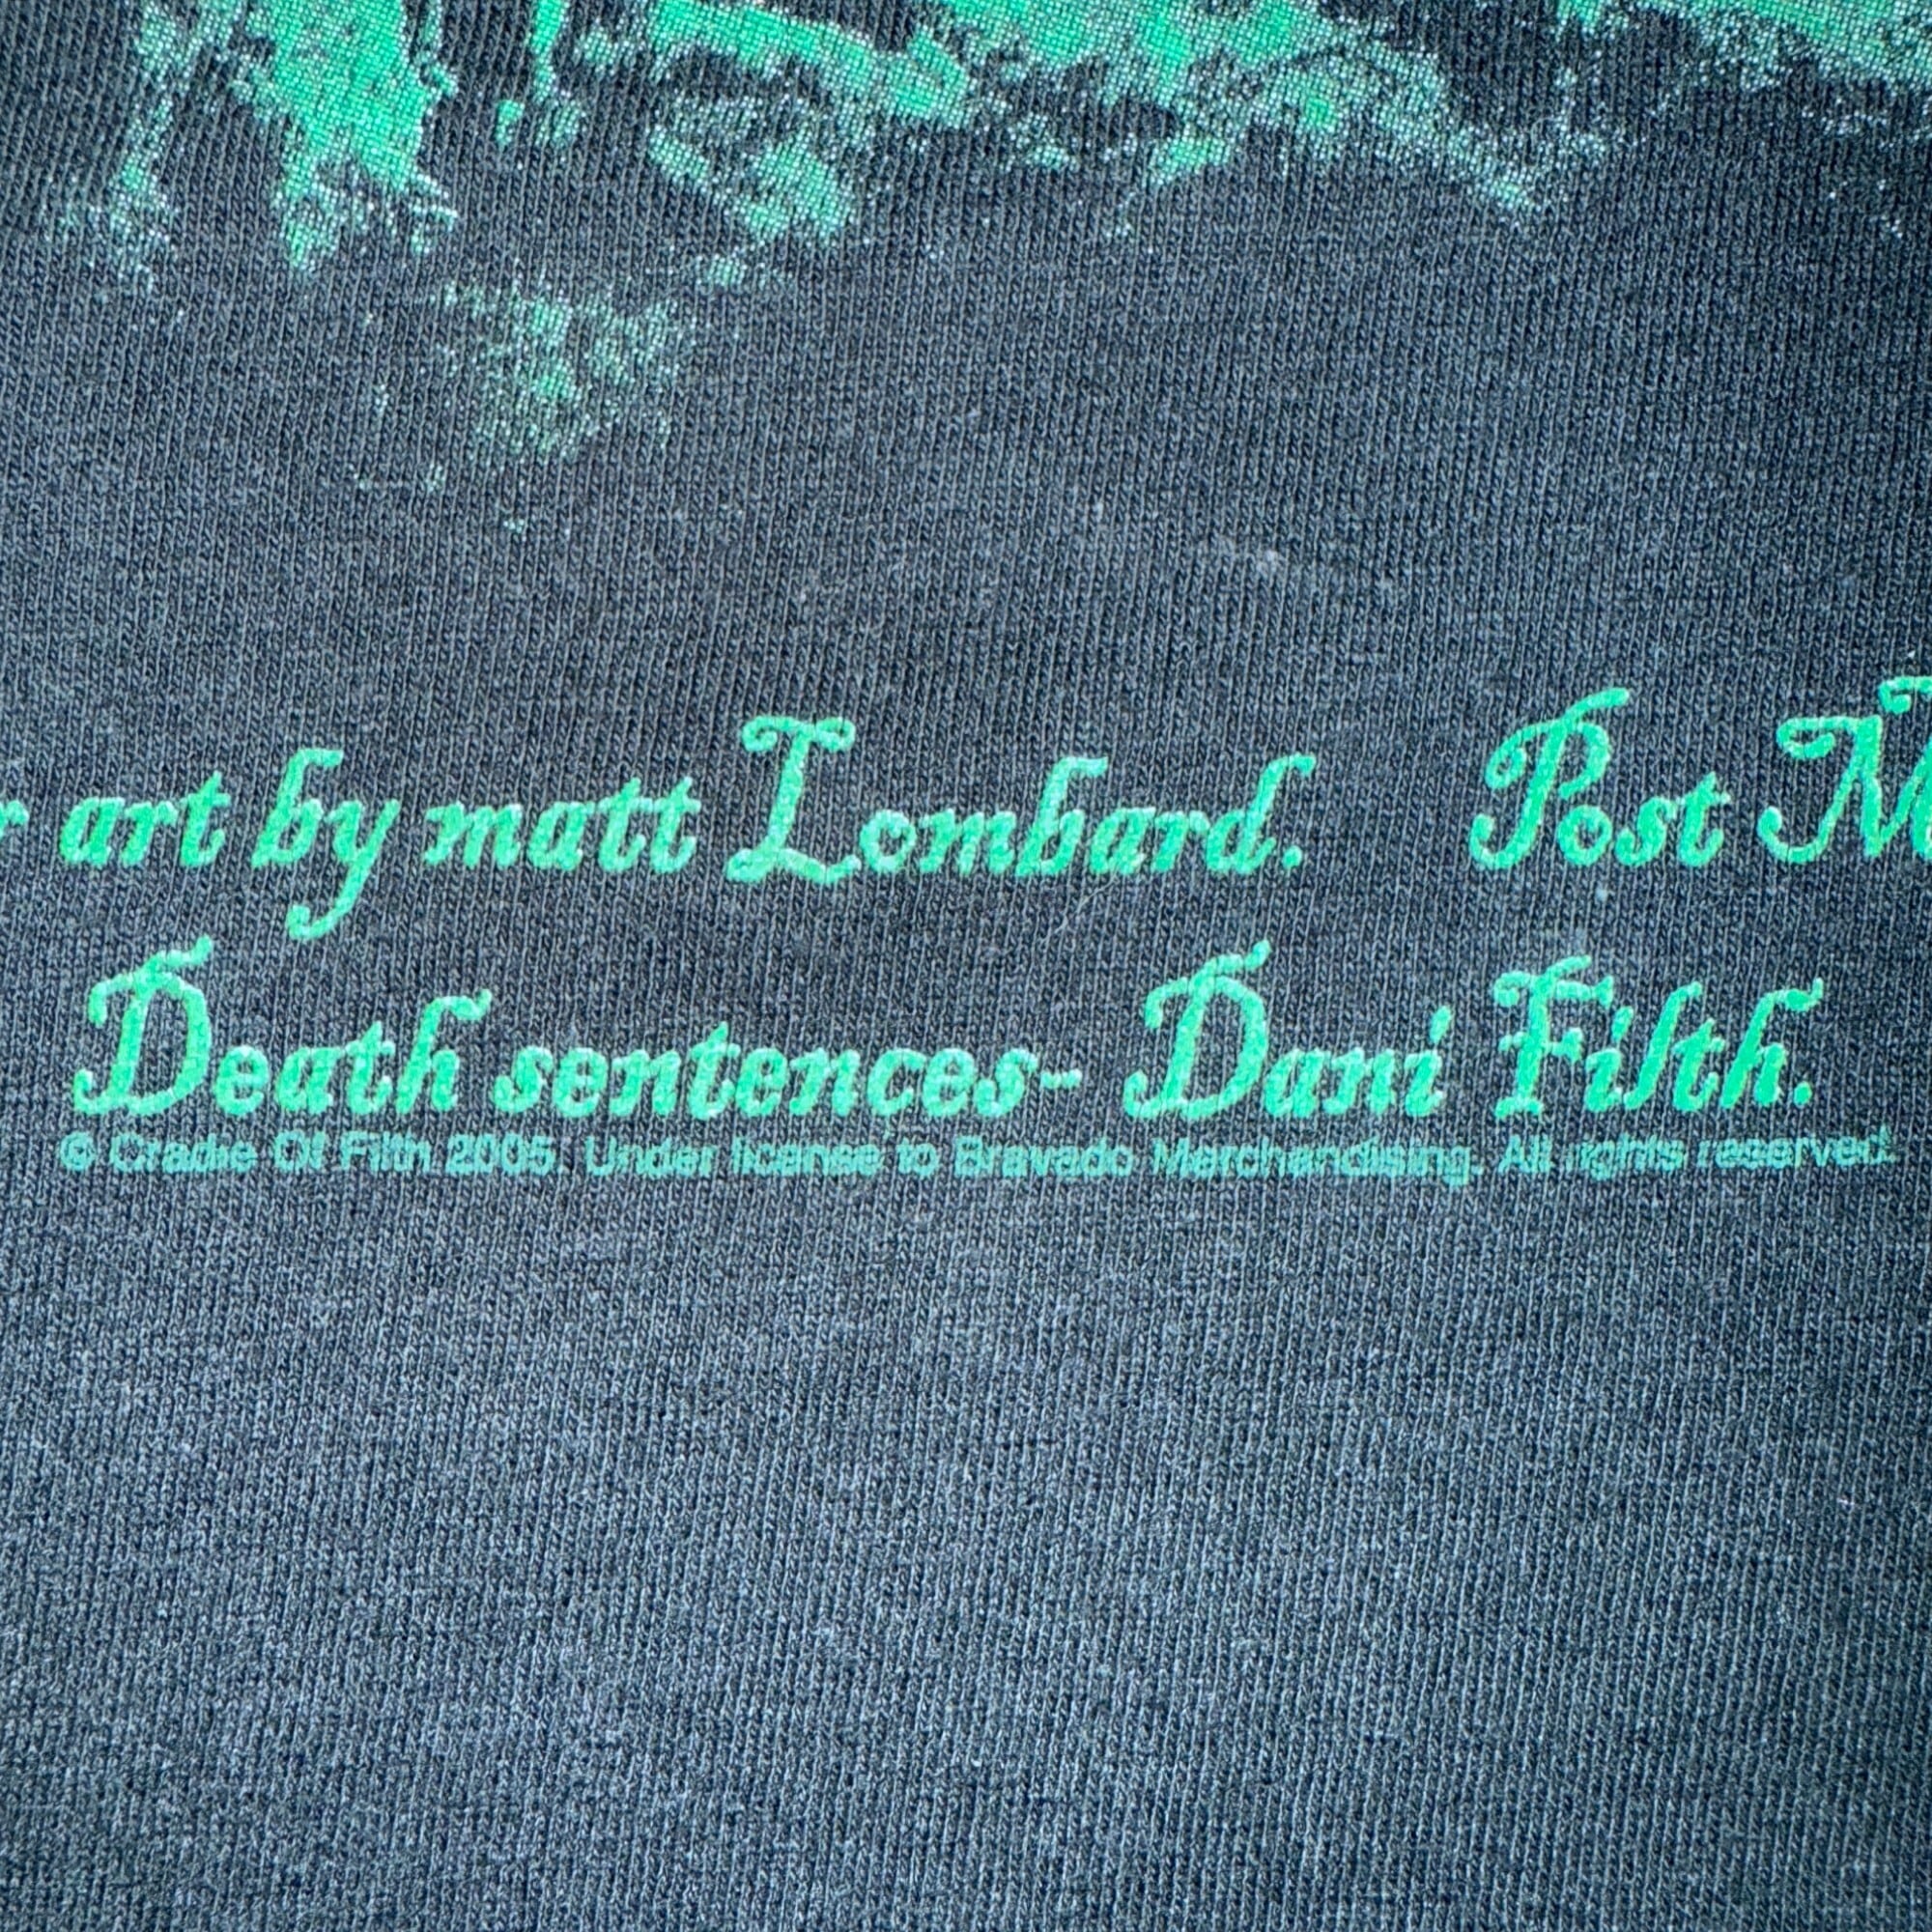 art by matt Lombard. Post
Death sentences- Dani Filth.
© Cradle Of Filth 2005. Under license to Bravado Merchandising. All rights reserved.